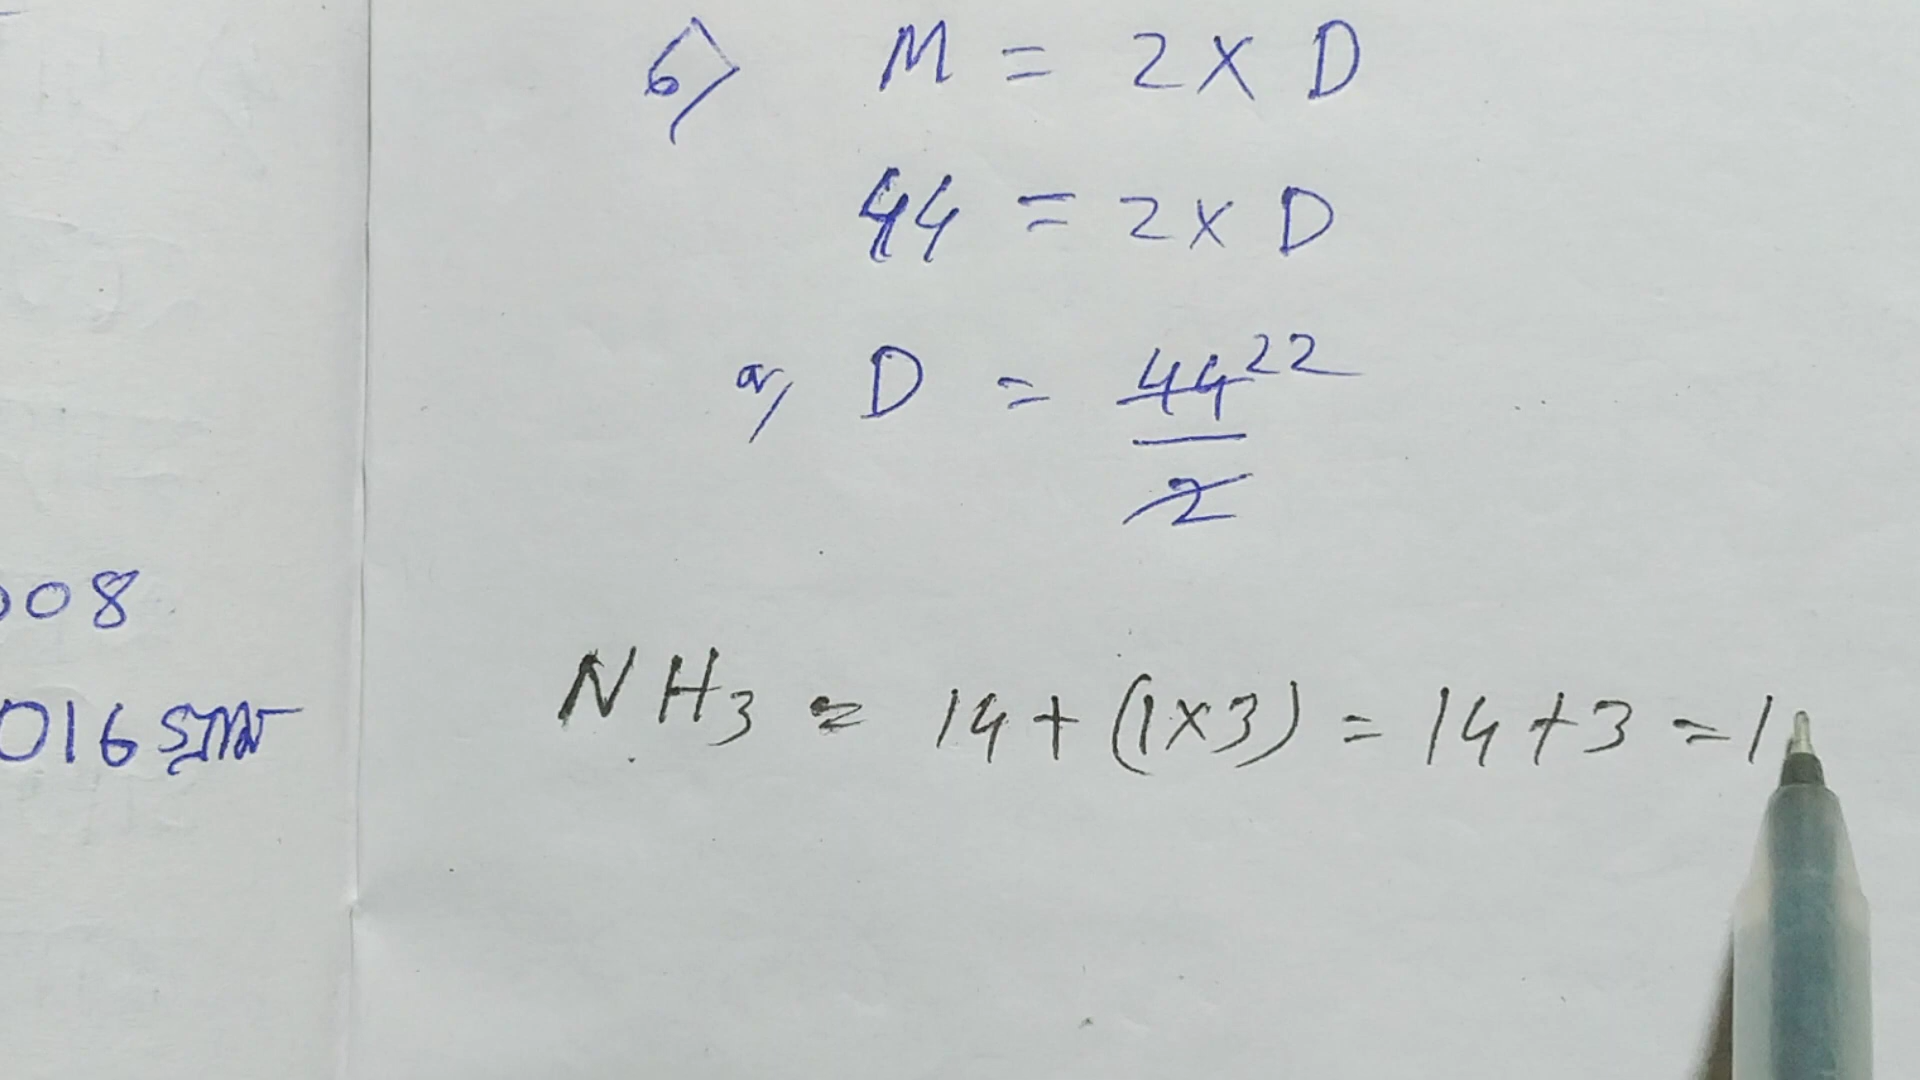 008
016 গ্রাম
6) M = 2 X D
44 = 2 x D
or, D = 44 22
2
NH3 = 14 + (1x3) = 14 + 3 = 1